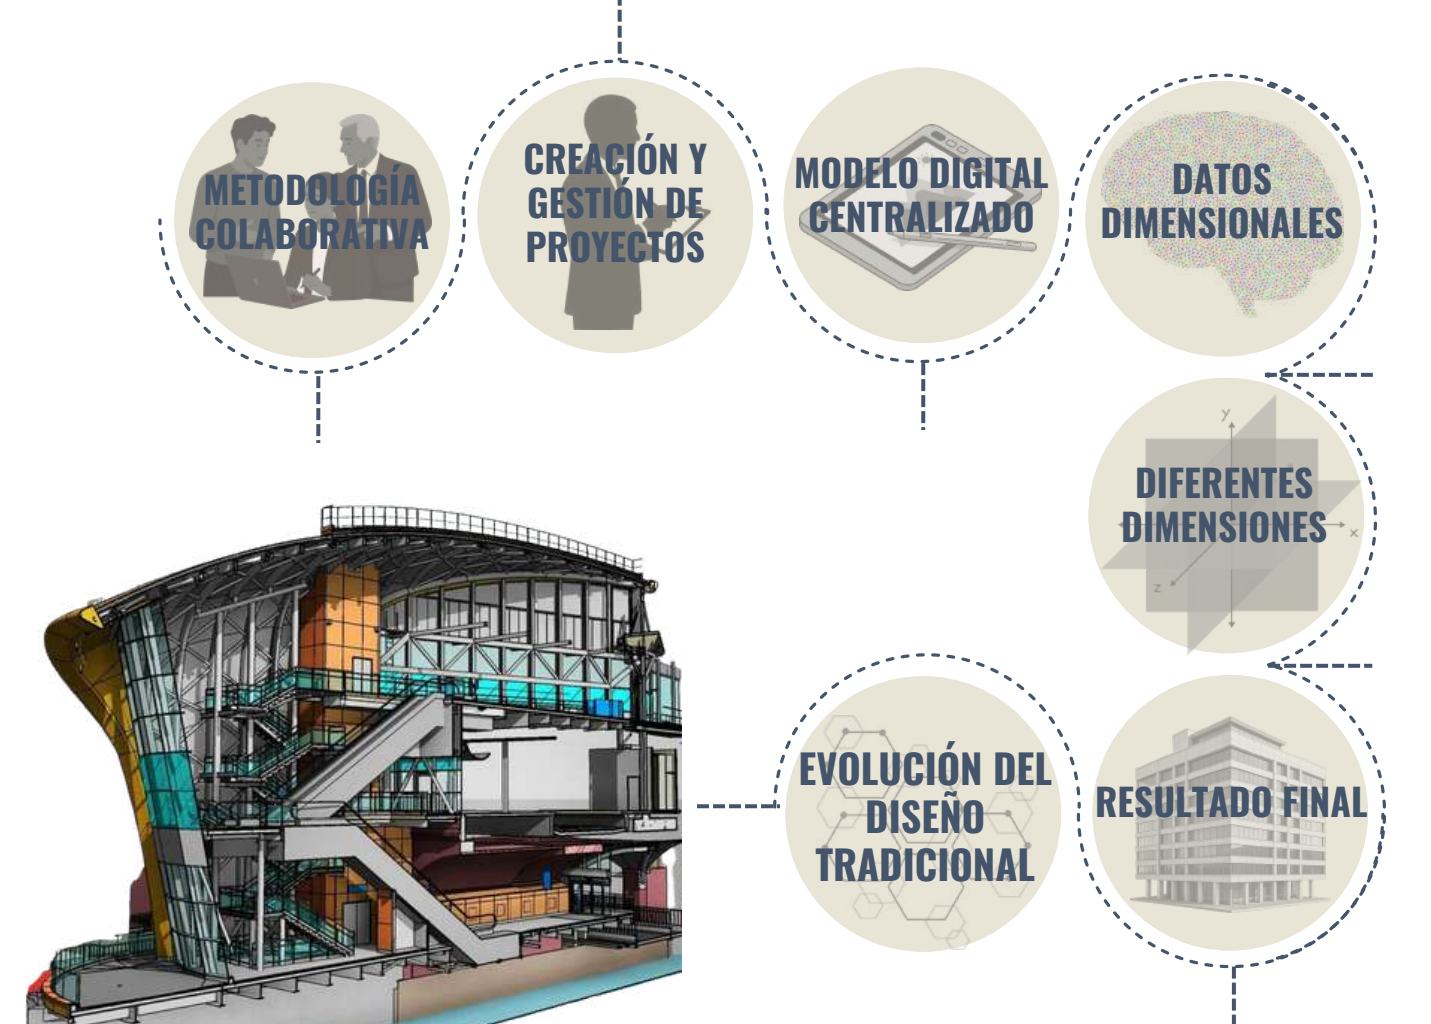 METODOLOGÍA
COLABORATIVA
CREACIÓN Y
GESTIÓN DE
PROYECTOS
MODELO DIGITAL
CENTRALIZADO
DATOS
DIMENSIONALES
y
DIFERENTES
DIMENSIONES
x
z
RESULTADO FINAL
EVOLUCIÓN DEL
DISEÑO
TRADICIONAL